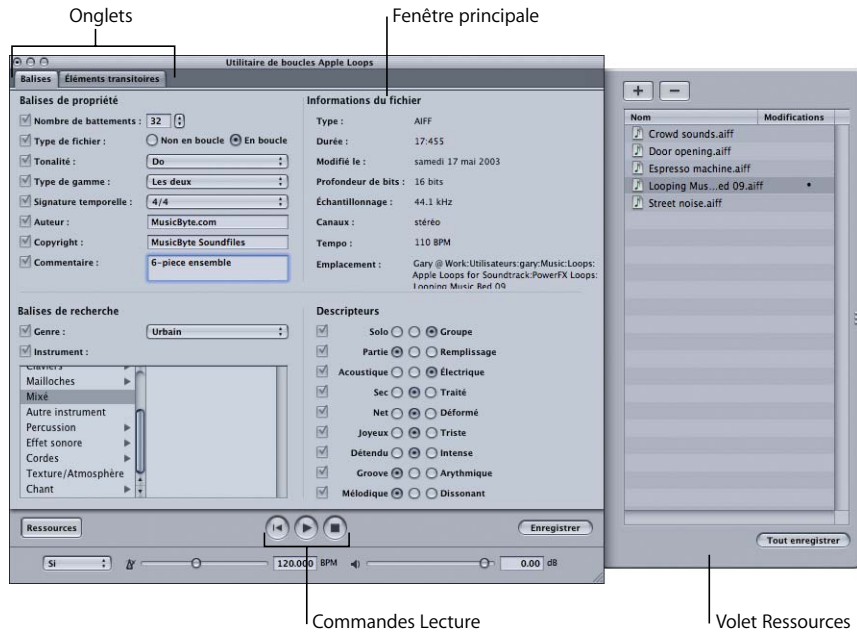 Onglets
Fenêtre principale
Utilitaire de boucles Apple Loops
Balises
Éléments transitoires
Balises de propriété
Nombre de battements : 32
Type de fichier : Non en boucle En boucle
Tonalité : Do
Type de gamme : Les deux
Signature temporelle : 4/4
Auteur : MusicByte.com
Copyright : MusicByte Soundfiles
Commentaire : 6-piece ensemble
Informations du fichier
Type : AIFF
Durée : 17:455
Modifié le : samedi 17 mai 2003
Profondeur de bits : 16 bits
Échantillonnage : 44.1 kHz
Canaux : stéréo
Tempo : 110 BPM
Emplacement : Gary @ Work:Utilisateurs:gary:Music:Loops:
Apple Loops for Soundtrack:PowerFX Loops:
Looping Music Bed 09
Balises de recherche
Genre : Urbain
Instrument :
Claviers
Mailloches
Mixé
Autre instrument
Percussion
Effet sonore
Cordes
Texture/Atmosphère
Chant
Descripteurs
Solo Groupe
Partie Remplissage
Acoustique Électrique
Sec Traité
Net Déformé
Joyeux Triste
Détendu Intense
Groove Arythmique
Mélodique Dissonant
Ressources
Enregistrer
Si
120.000 BPM
0.00 dB
+ −
Nom Modifications
Crowd sounds.aiff
Door opening.aiff
Espresso machine.aiff
Looping Mus...ed 09.aiff •
Street noise.aiff
Tout enregistrer
Commandes Lecture
Volet Ressources